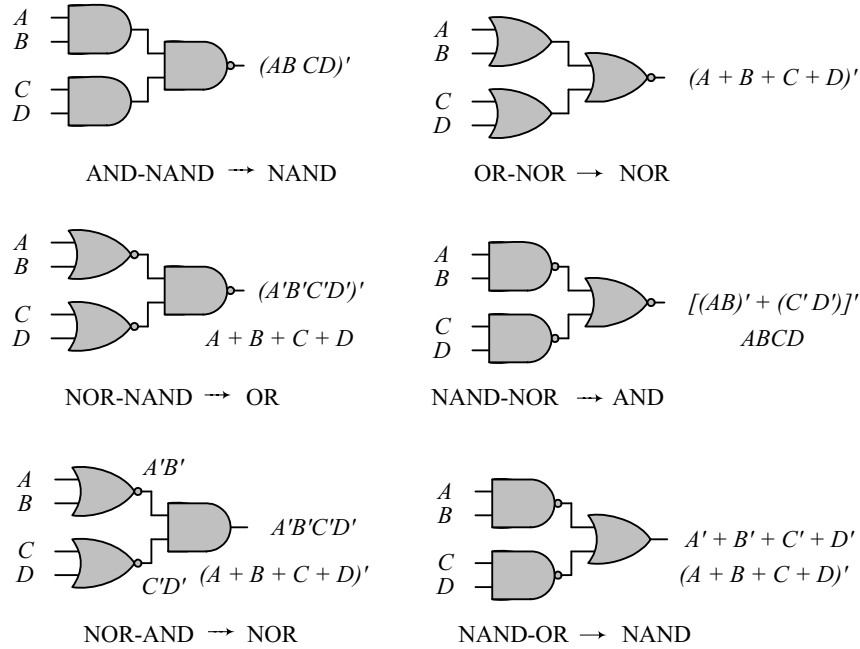 A
B
C
D
(AB CD)′
AND-NAND → NAND
A
B
C
D
(A + B + C + D)′
OR-NOR → NOR
A
B
C
D
(A′B′C′D′)′
A + B + C + D
NOR-NAND → OR
A
B
C
D
[(AB)′ + (C′ D′)]′
ABCD
NAND-NOR → AND
A
B
C
D
A′B′
C′D′
A′B′C′D′
(A + B + C + D)′
NOR-AND → NOR
A
B
C
D
A′ + B′ + C′ + D′
(A + B + C + D)′
NAND-OR → NAND